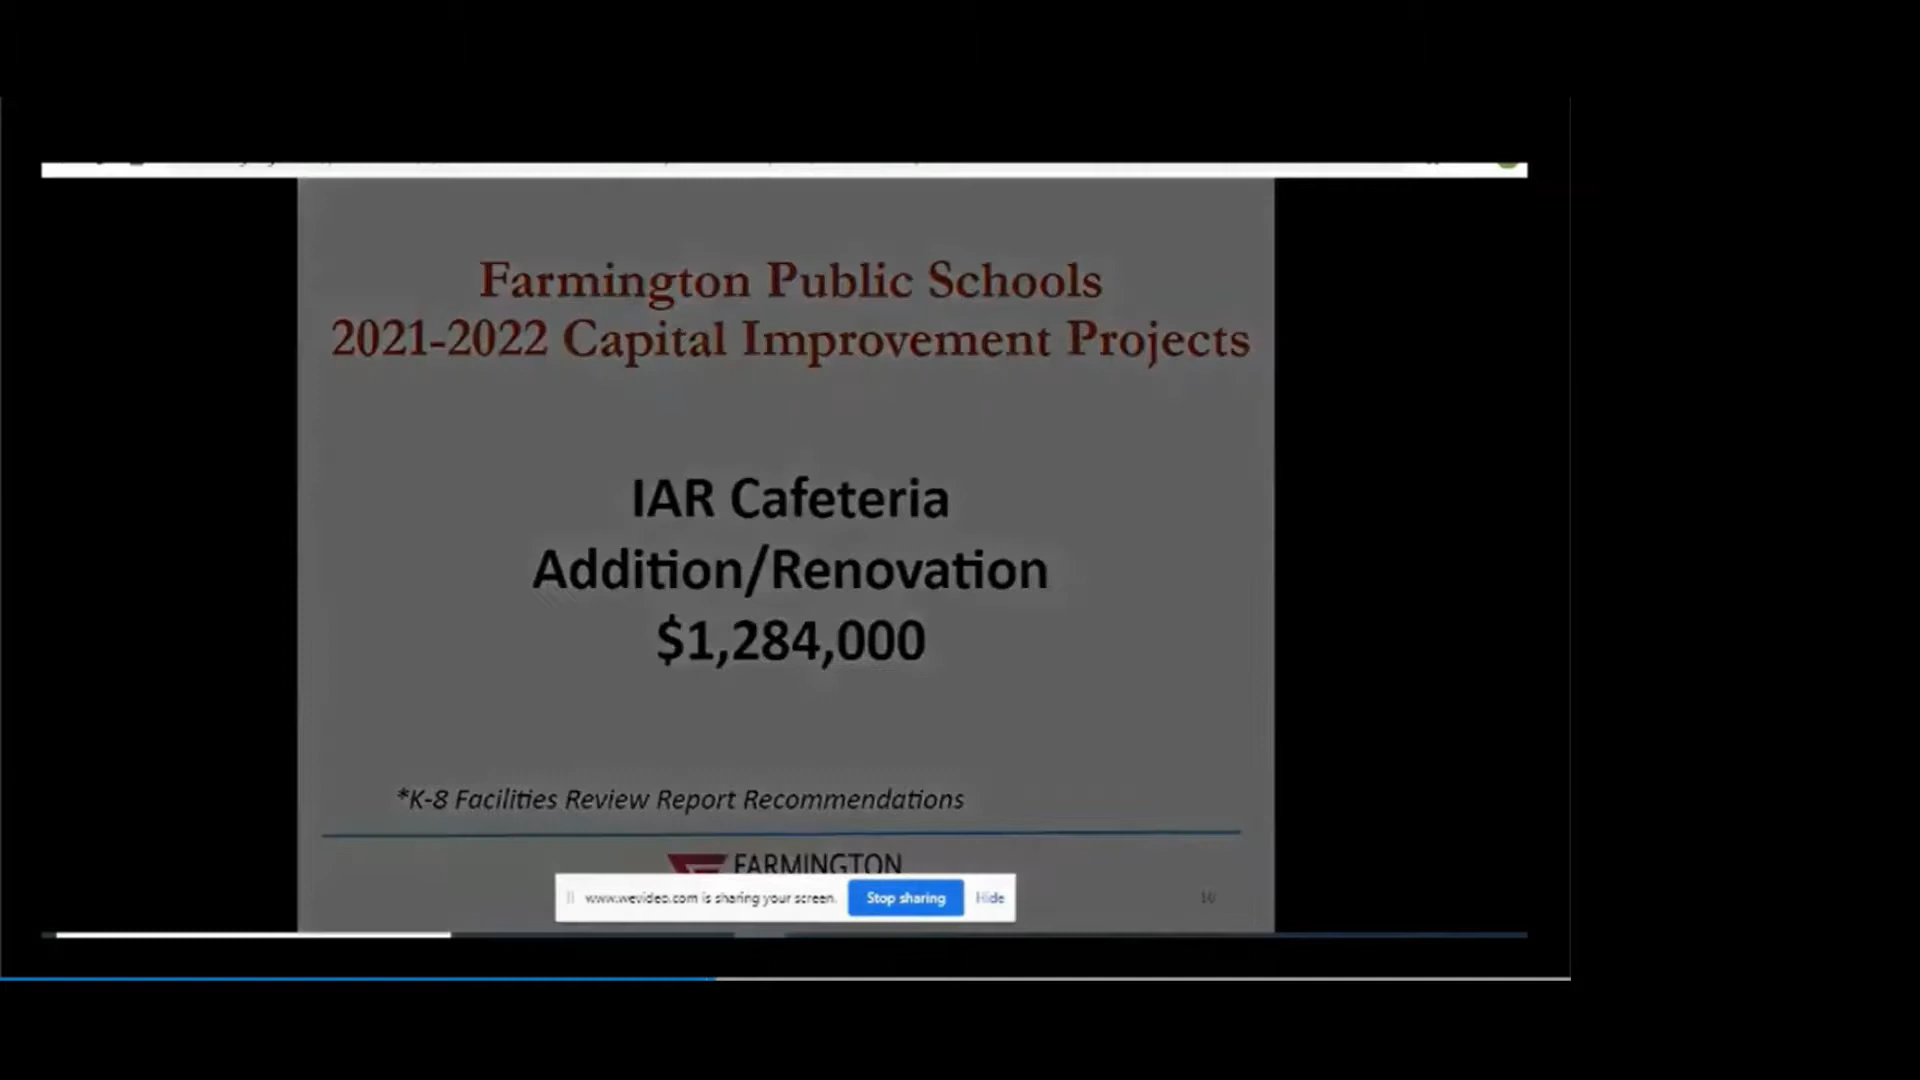 Farmington Public Schools
2021-2022 Capital Improvement Projects
IAR Cafeteria
Addition/Renovation
$1,284,000
*K-8 Facilities Review Report Recommendations
FARMINGTON
www.wevideo.com is sharing your screen. Stop sharing Hide